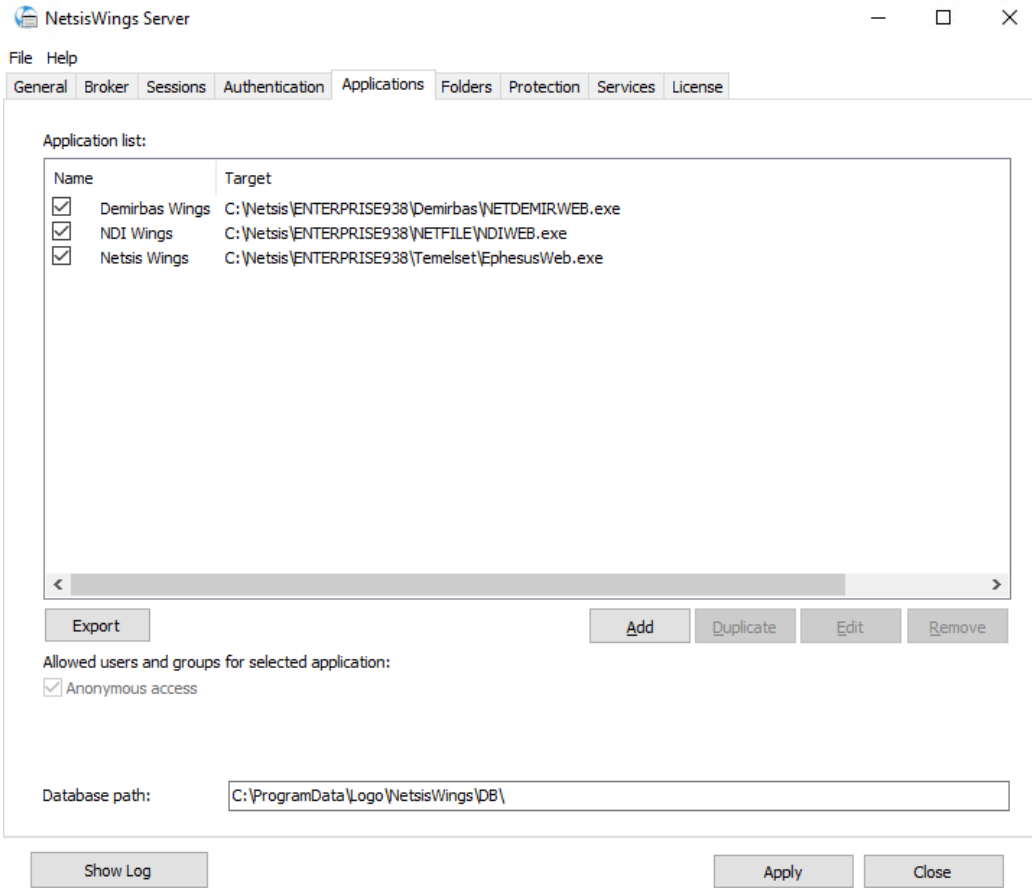 NetsisWings Server
File Help
General Broker Sessions Authentication Applications Folders Protection Services License
Application list:
Name Target
Demirbas Wings C:\Netsis\ENTERPRISE938\Demirbas\NETDEMIRWEB.exe
NDI Wings C:\Netsis\ENTERPRISE938\NETFILE\NDIWEB.exe
Netsis Wings C:\Netsis\ENTERPRISE938\Temelset\EphesusWeb.exe
Export Add Duplicate Edit Remove
Allowed users and groups for selected application:
Anonymous access
Database path: C:\ProgramData\Logo\NetsisWings\DB\
Show Log Apply Close